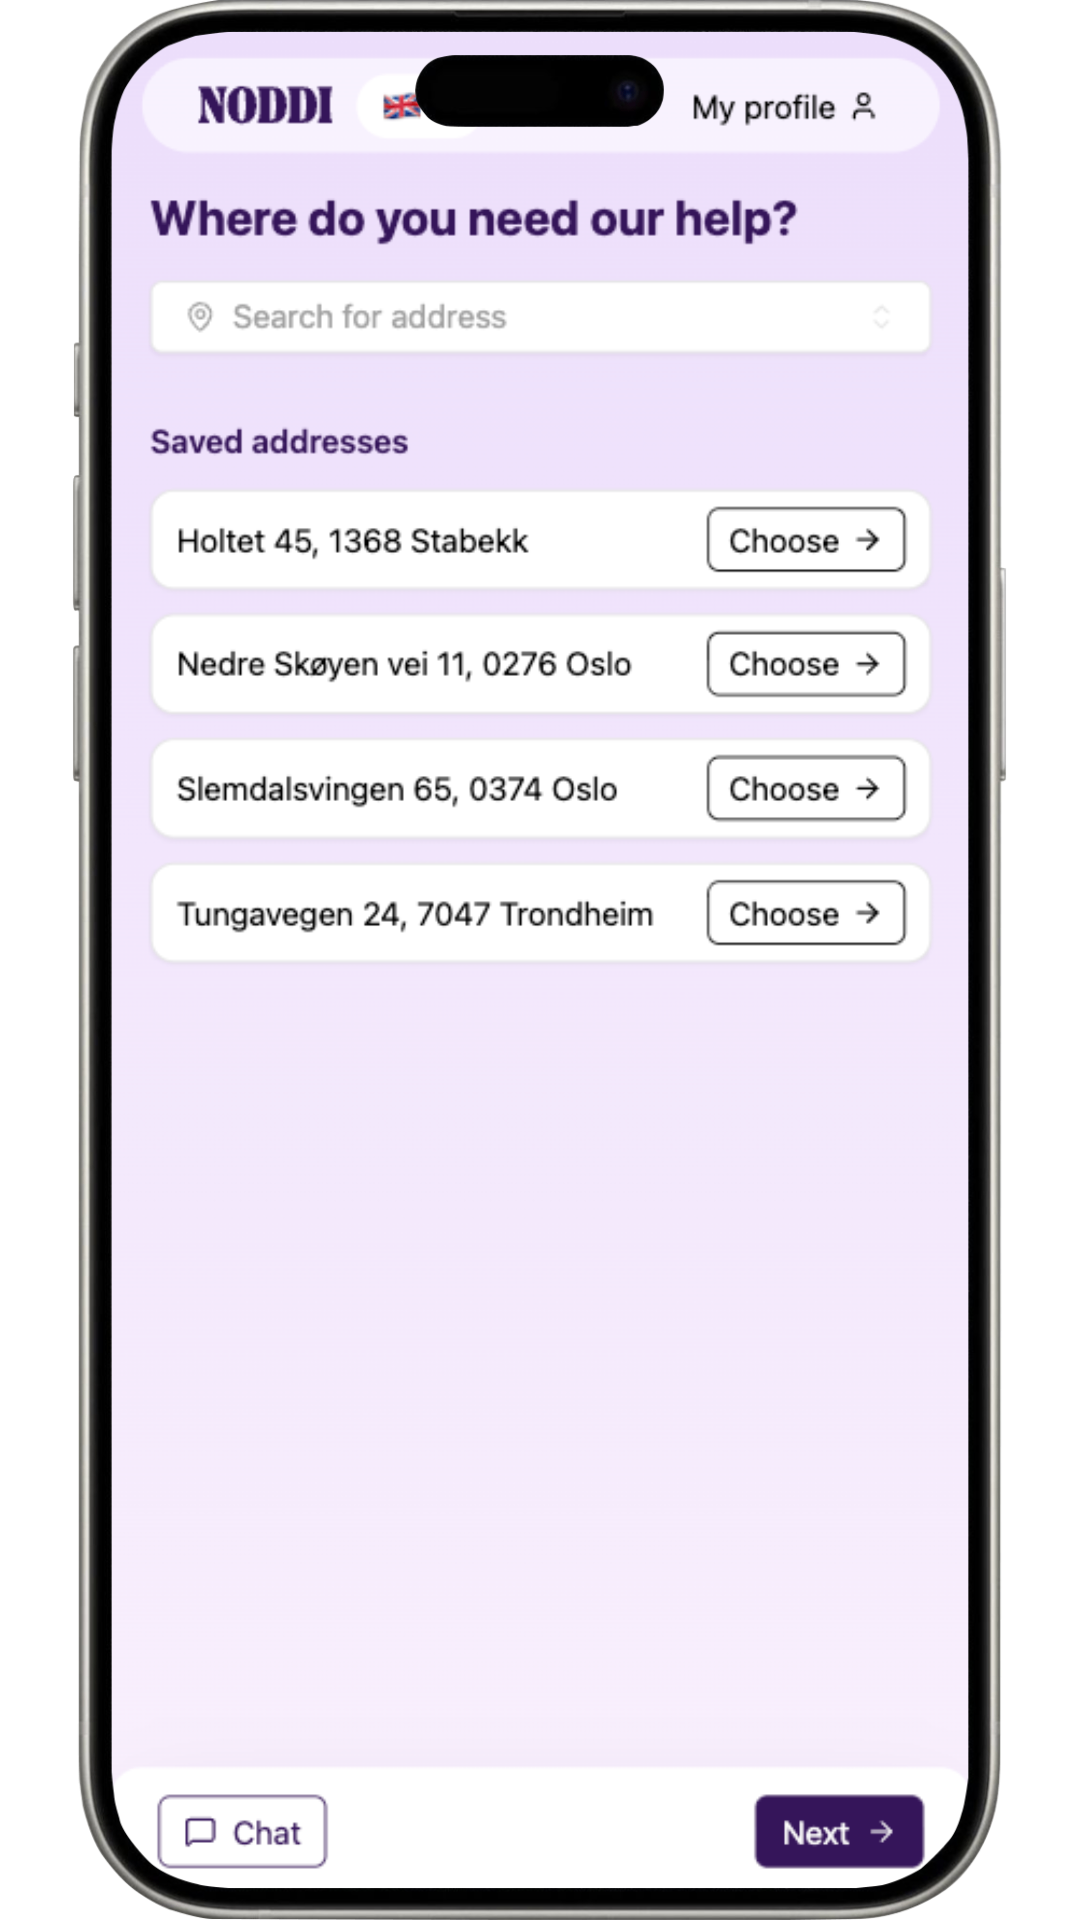 NODDI My profile
Where do you need our help?
Search for address
Saved addresses
Holtet 45, 1368 Stabekk Choose →
Nedre Skøyen vei 11, 0276 Oslo Choose →
Slemdalsvingen 65, 0374 Oslo Choose →
Tungavegen 24, 7047 Trondheim Choose →
Chat Next →